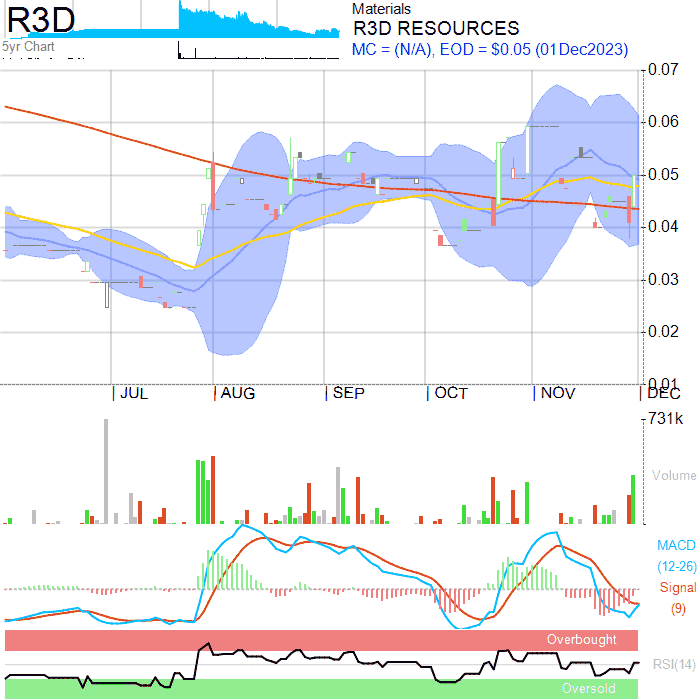 R3D
5yr Chart
Materials
R3D RESOURCES
MC = (N/A), EOD = $0.05 (01Dec2023)
0.07
0.06
0.05
0.04
0.03
0.02
0.01
JUL AUG SEP OCT NOV DEC
731k
Volume
MACD
(12-26)
Signal
(9)
Overbought
RSI(14)
Oversold